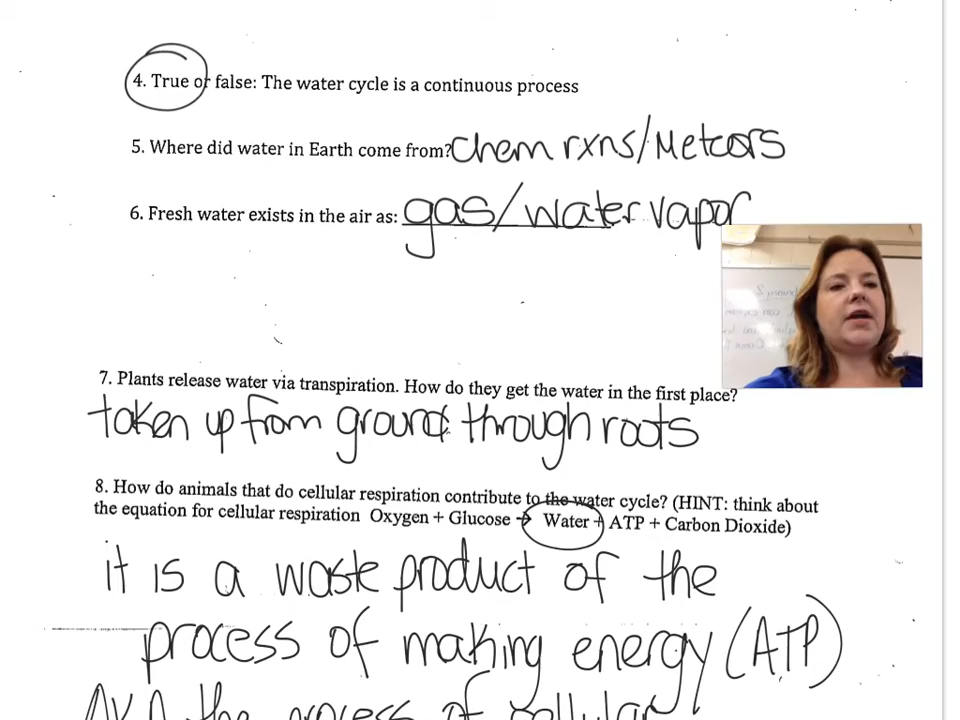 4. True or false: The water cycle is a continuous process
5. Where did water in Earth come from? Chem rxns/Meteors
6. Fresh water exists in the air as: gas/water vapor
7. Plants release water via transpiration. How do they get the water in the first place?
taken up from ground through roots
8. How do animals that do cellular respiration contribute to the water cycle? (HINT: think about
the equation for cellular respiration Oxygen + Glucose → Water + ATP + Carbon Dioxide)
it is a waste product of the
process of making energy (ATP)
the process of cellular